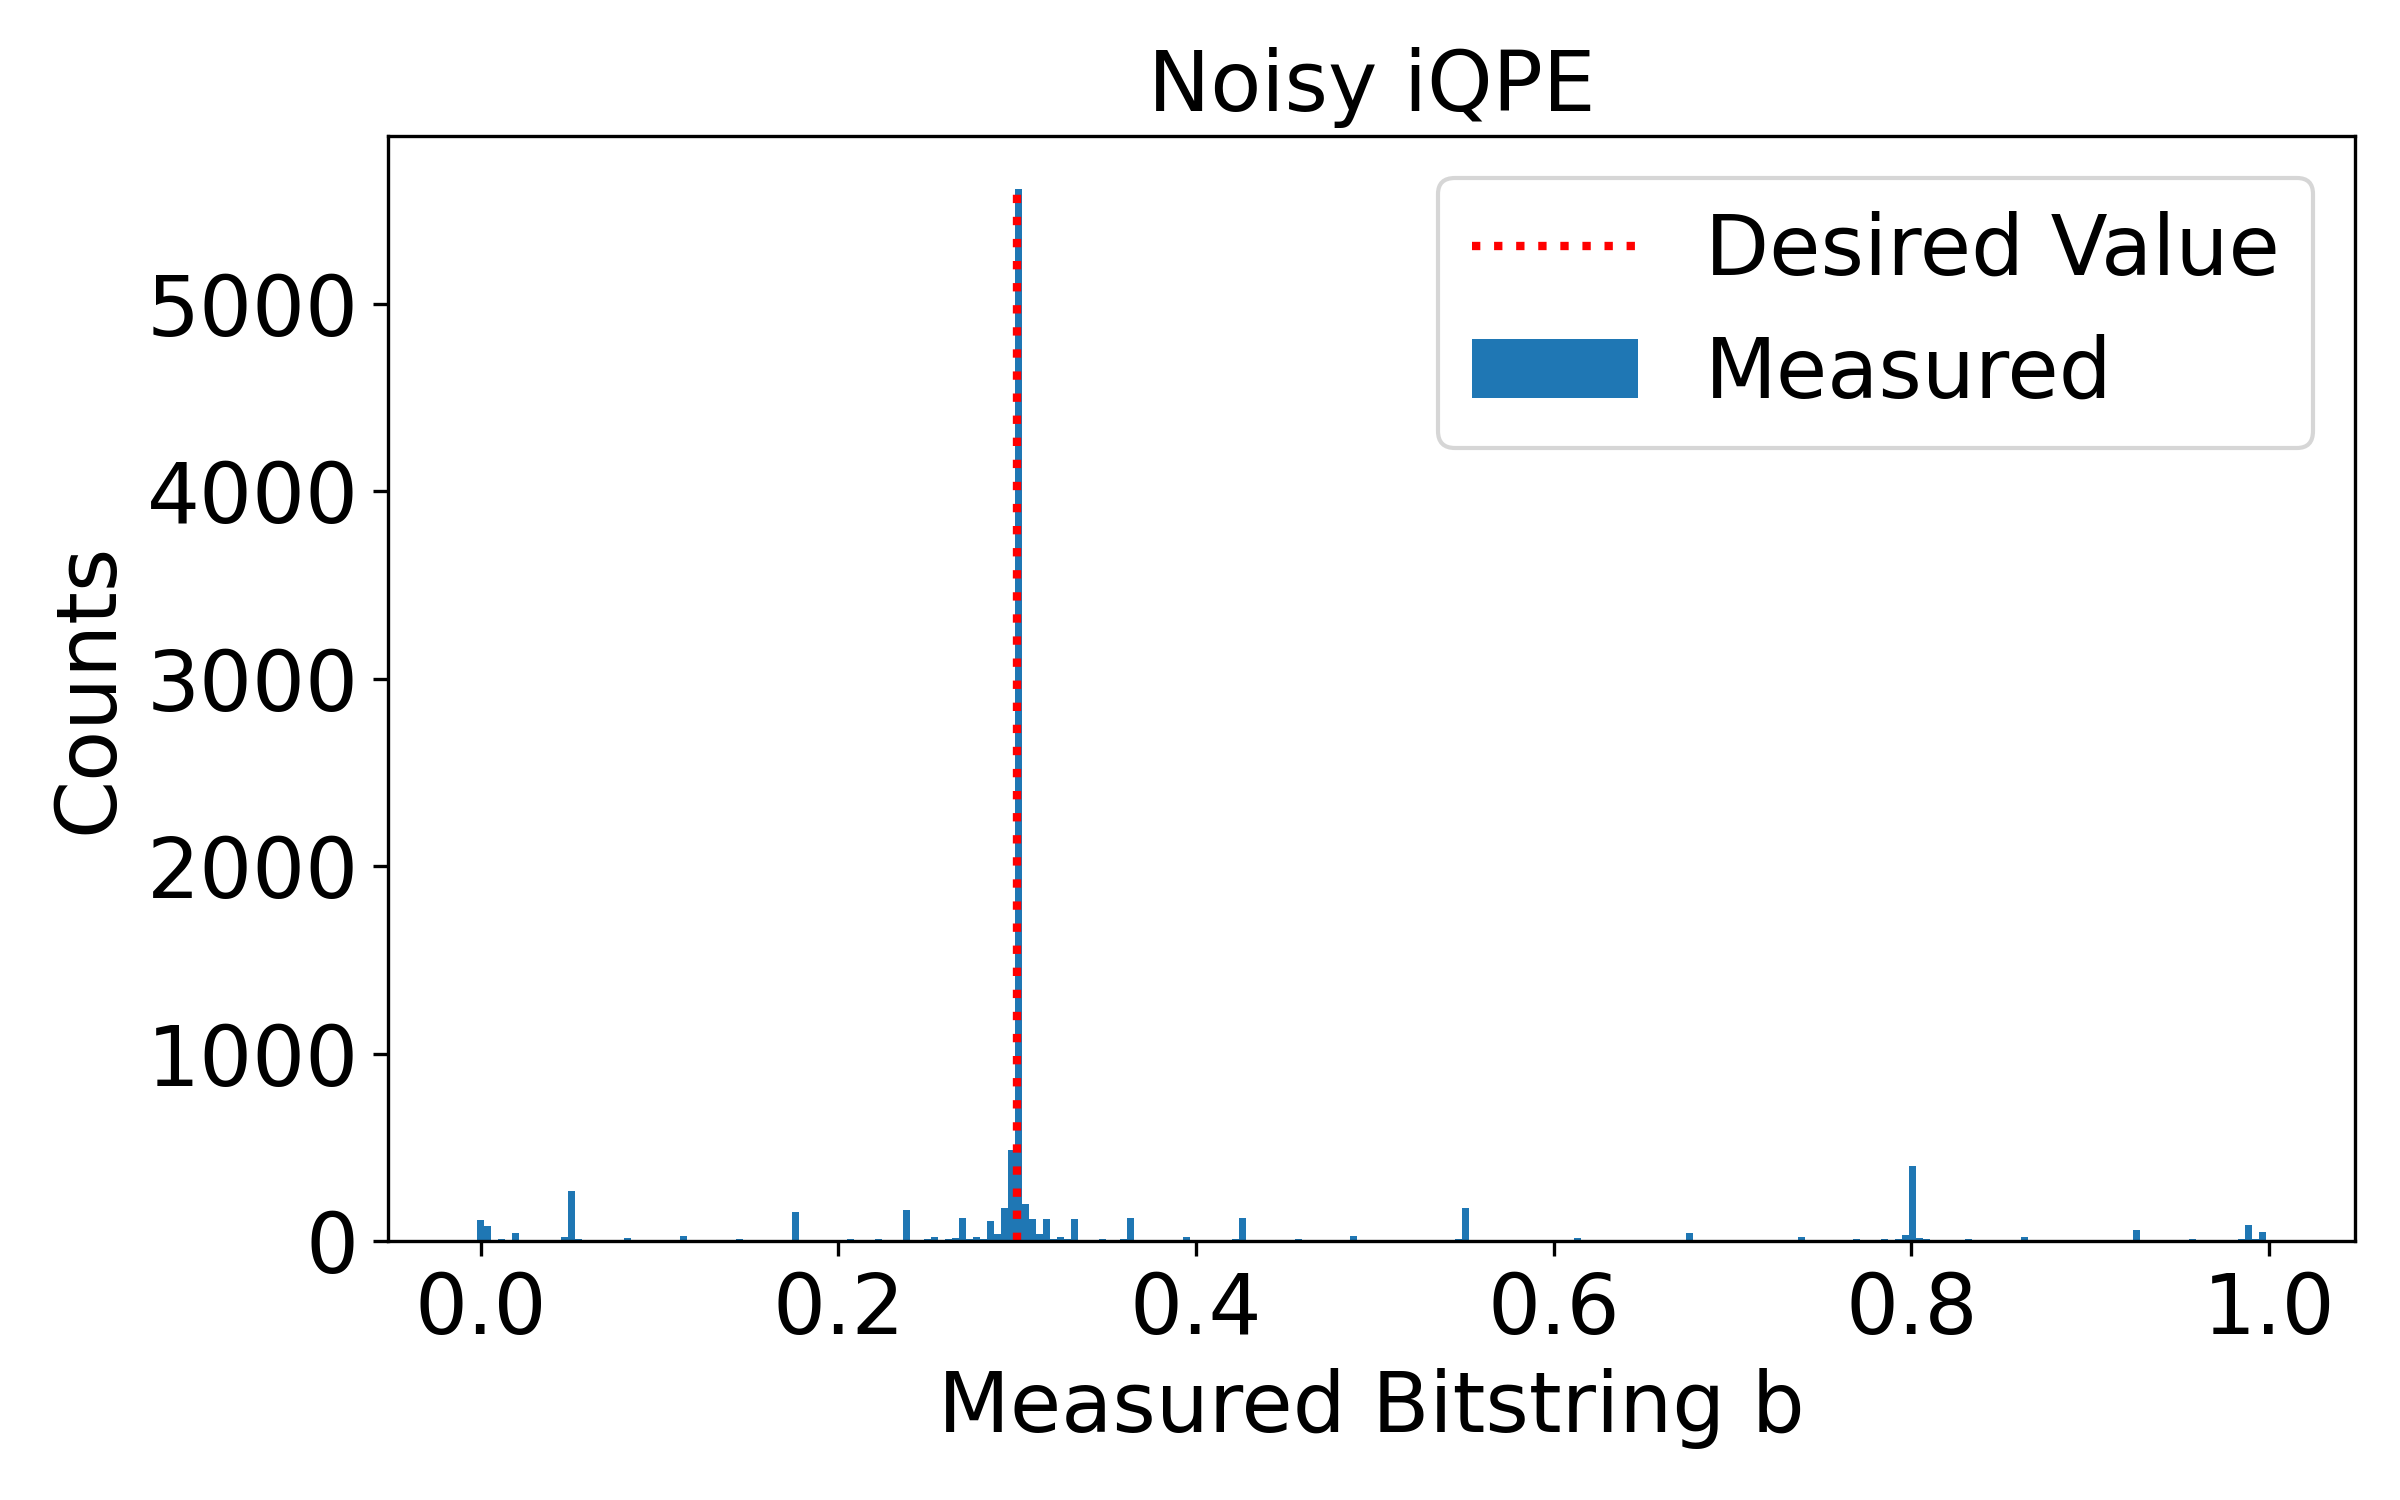 Noisy iQPE
Desired Value
Measured
5000
4000
3000
2000
1000
0
Counts
0.0 0.2 0.4 0.6 0.8 1.0
Measured Bitstring b